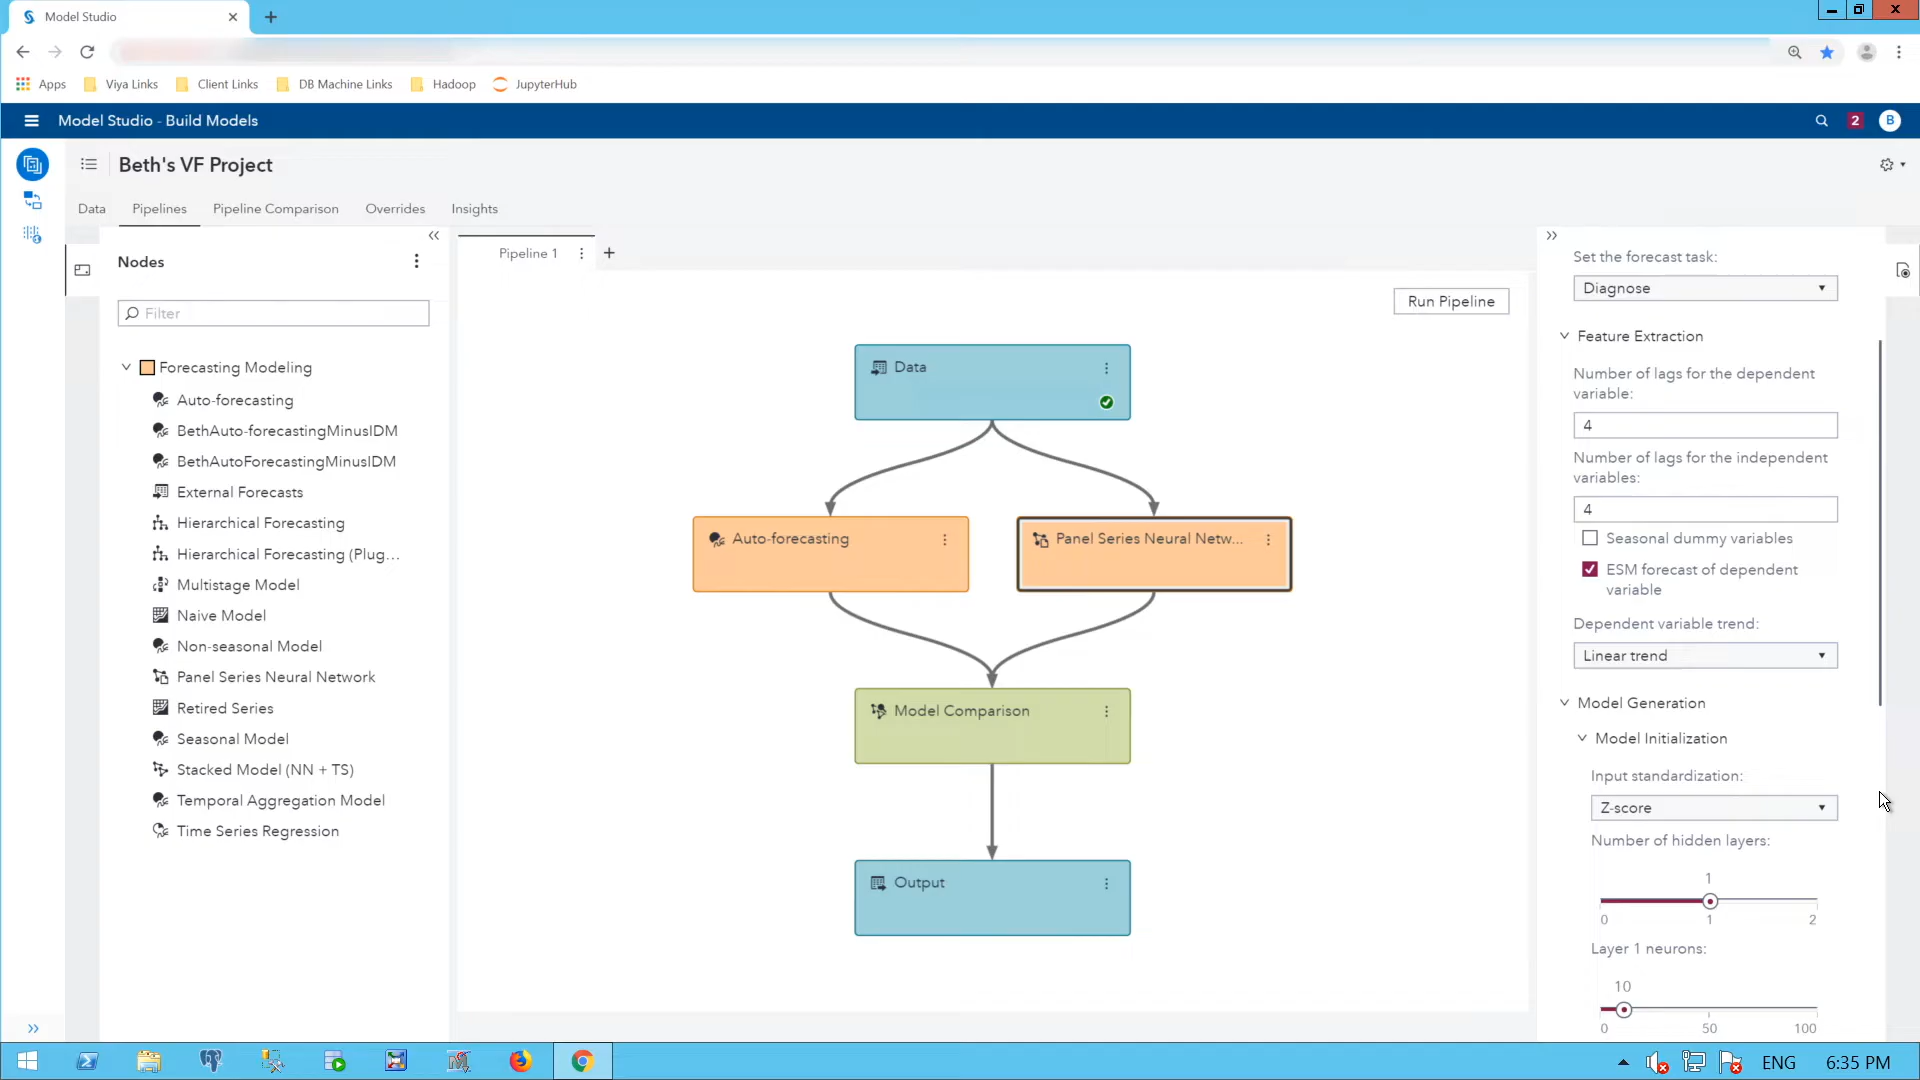 Model Studio
Apps
Viya Links
Client Links
DB Machine Links
Hadoop
JupyterHub
Model Studio - Build Models
2
B
Beth's VF Project
Data
Pipelines
Pipeline Comparison
Overrides
Insights
Nodes
Filter
Forecasting Modeling
Auto-forecasting
BethAuto-forecastingMinusIDM
BethAutoForecastingMinusIDM
External Forecasts
Hierarchical Forecasting
Hierarchical Forecasting (Plug...
Multistage Model
Naive Model
Non-seasonal Model
Panel Series Neural Network
Retired Series
Seasonal Model
Stacked Model (NN + TS)
Temporal Aggregation Model
Time Series Regression
Pipeline 1
Run Pipeline
Data
Auto-forecasting
Panel Series Neural Netw...
Model Comparison
Output
Set the forecast task:
Diagnose
Feature Extraction
Number of lags for the dependent
variable:
4
Number of lags for the independent
variables:
4
Seasonal dummy variables
ESM forecast of dependent
variable
Dependent variable trend:
Linear trend
Model Generation
Model Initialization
Input standardization:
Z-score
Number of hidden layers:
1
0 1 2
Layer 1 neurons:
10
0 50 100
ENG
6:35 PM